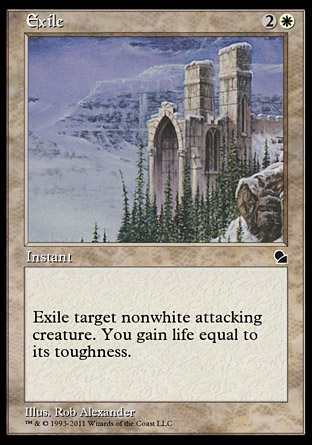 Exile 2
Instant
Exile target nonwhite attacking
creature. You gain life equal to
its toughness.
Illus. Rob Alexander
™ & © 1993-2011 Wizards of the Coast LLC